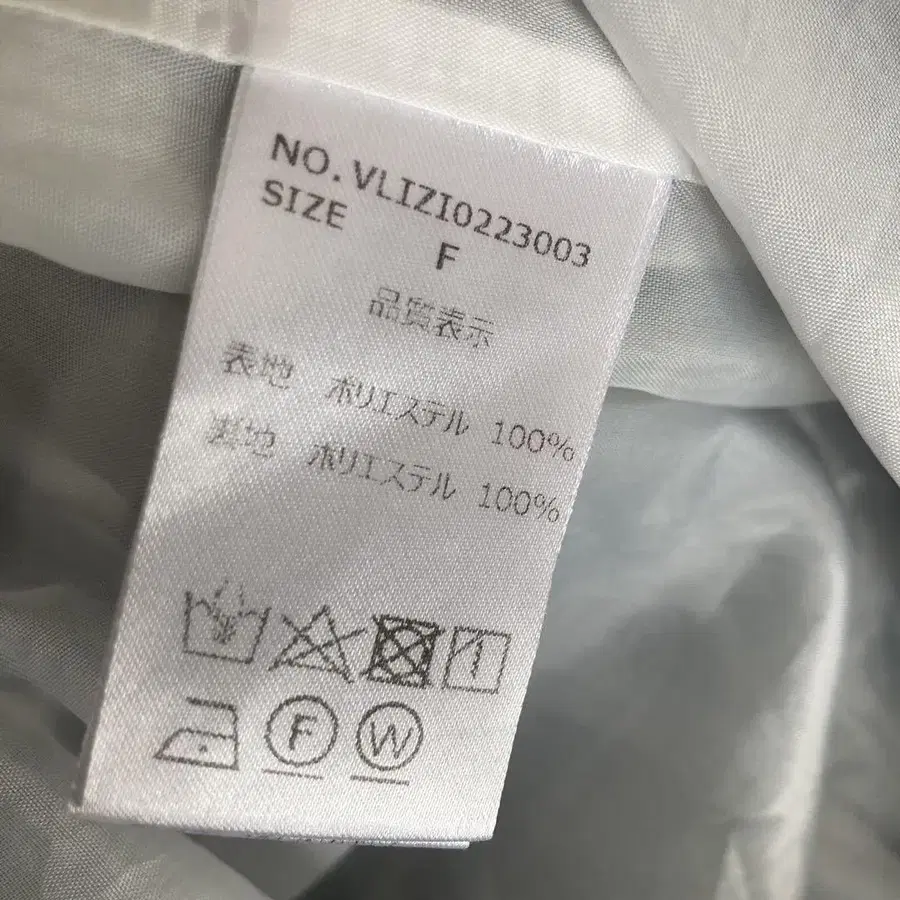 NO.VLIZI0223003
SIZE
F
品質表示
表地 ポリエステル 100%
裏地 ポリエステル 100%
F W